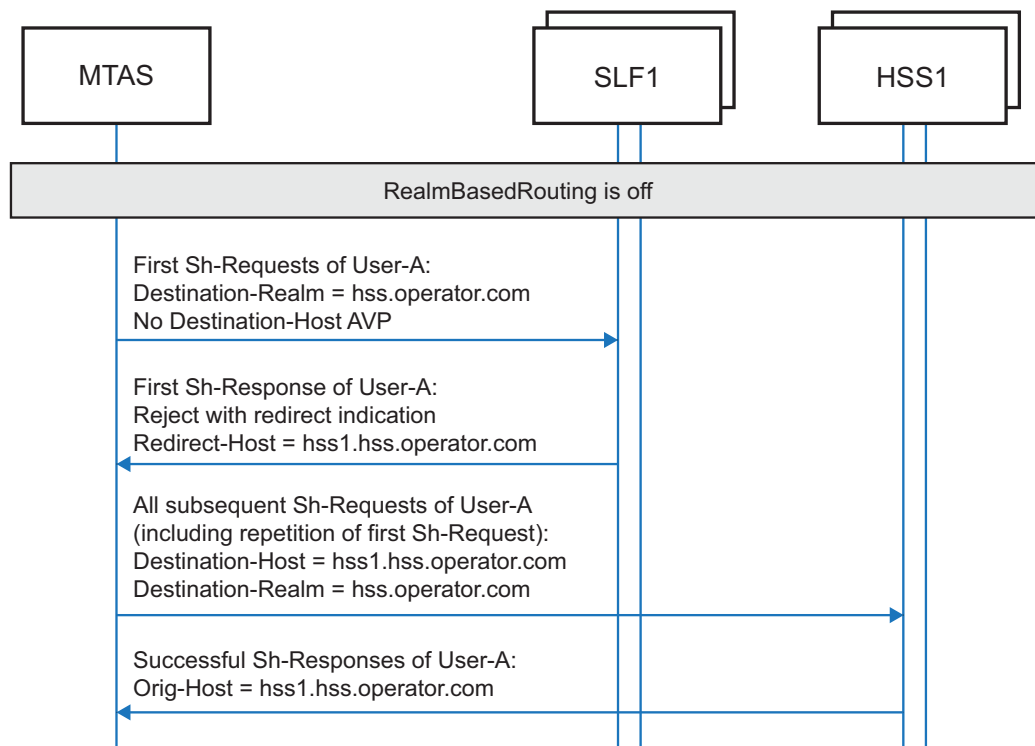 MTAS
SLF1
HSS1
RealmBasedRouting is off
First Sh-Requests of User-A:
Destination-Realm = hss.operator.com
No Destination-Host AVP
First Sh-Response of User-A:
Reject with redirect indication
Redirect-Host = hss1.hss.operator.com
All subsequent Sh-Requests of User-A
(including repetition of first Sh-Request):
Destination-Host = hss1.hss.operator.com
Destination-Realm = hss.operator.com
Successful Sh-Responses of User-A:
Orig-Host = hss1.hss.operator.com